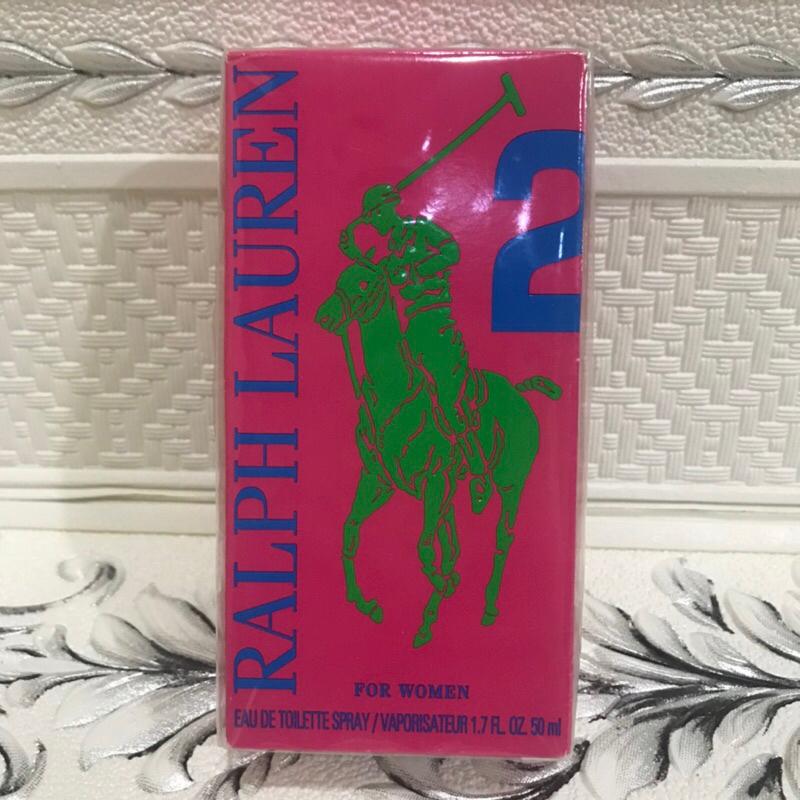 RALPH LAUREN
2
FOR WOMEN
EAU DE TOILETTE SPRAY / VAPORISATEUR 1.7 FL. OZ. 50 ml